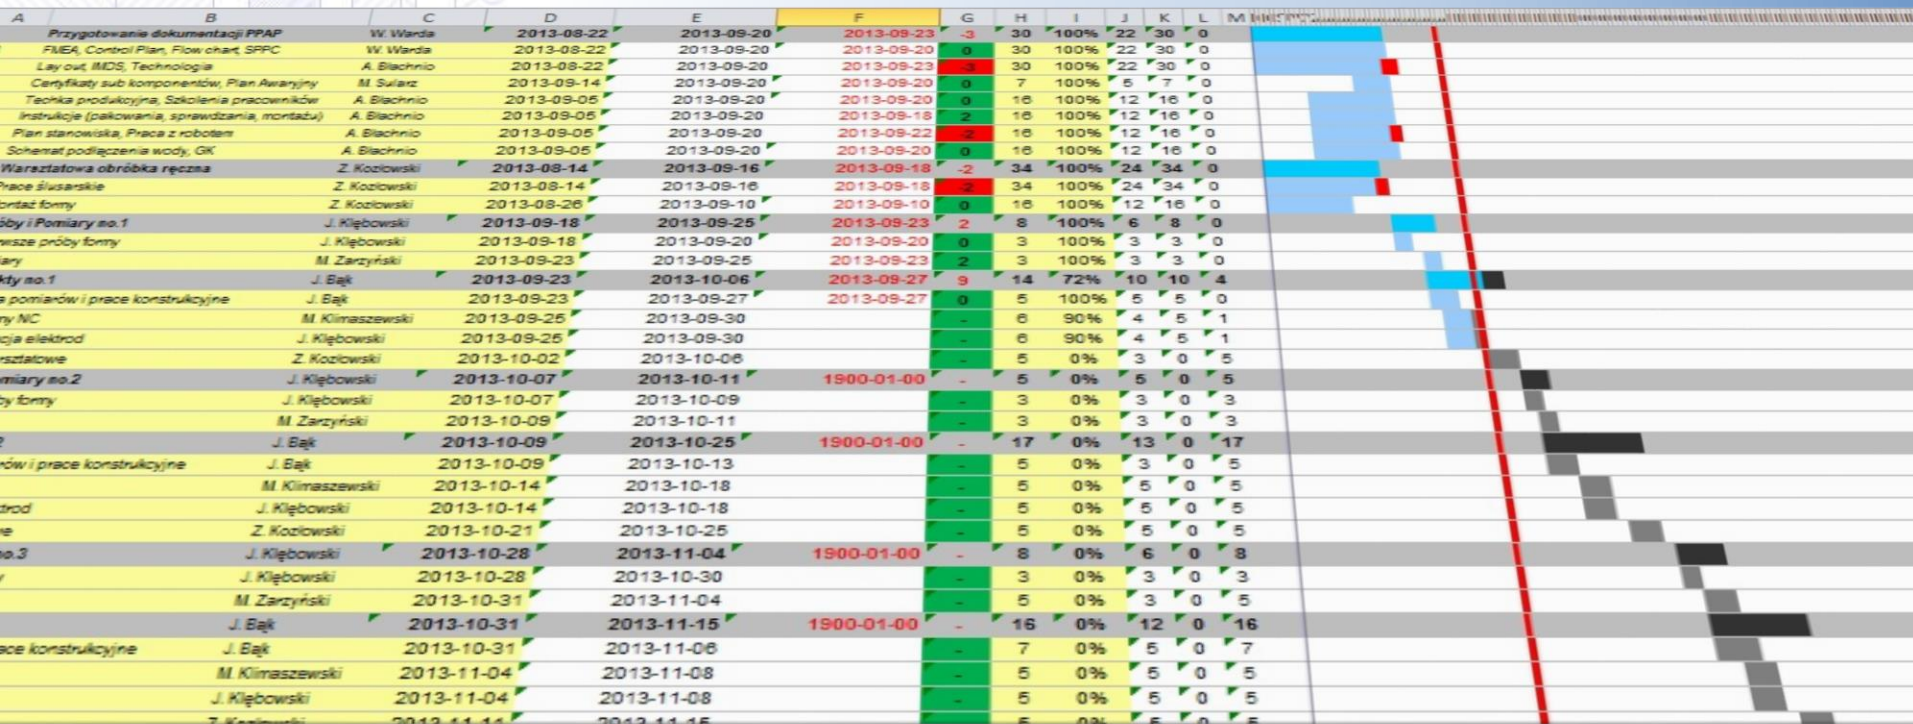 A B C D E F G H I J K L M
Przygotowanie dokumentacji PPAP W. Warda 2013-08-22 2013-09-20 2013-09-23 -3 30 100% 22 30 0
FMEA, Control Plan, Flow chart, SPPC W. Warda 2013-08-22 2013-09-20 2013-09-20 0 30 100% 22 30 0
Lay out, IMDS, Technologia A. Błachnio 2013-08-22 2013-09-20 2013-09-23 -3 30 100% 22 30 0
Certyfikaty sub komponentów, Plan Awaryjny M. Sularz 2013-09-14 2013-09-20 2013-09-20 0 7 100% 5 7 0
Teczka produkcyjna, Szkolenia pracowników A. Błachnio 2013-09-05 2013-09-20 2013-09-20 0 16 100% 12 16 0
Instrukcje (pakowania, sprawdzania, montażu) A. Błachnio 2013-09-05 2013-09-20 2013-09-18 2 16 100% 12 16 0
Plan stanowiska, Praca z robotem A. Błachnio 2013-09-05 2013-09-20 2013-09-22 -2 16 100% 12 16 0
Schemat podłączenia wody, GK A. Błachnio 2013-09-05 2013-09-20 2013-09-20 0 16 100% 12 16 0
Warsztatowa obróbka ręczna Z. Kozłowski 2013-08-14 2013-09-16 2013-09-18 -2 34 100% 24 34 0
Prace ślusarskie Z. Kozłowski 2013-08-14 2013-09-16 2013-09-18 -2 34 100% 24 34 0
ontaż formy Z. Kozłowski 2013-08-26 2013-09-10 2013-09-10 0 16 100% 12 16 0
óby i Pomiary no.1 J. Klębowski 2013-09-18 2013-09-25 2013-09-23 2 8 100% 6 8 0
wsze próby formy J. Klębowski 2013-09-18 2013-09-20 2013-09-20 0 3 100% 3 3 0
ary M. Zarzyński 2013-09-23 2013-09-25 2013-09-23 2 3 100% 3 3 0
kty no.1 J. Bąk 2013-09-23 2013-10-06 2013-09-27 9 14 72% 10 10 4
a pomiarów i prace konstrukcyjne J. Bąk 2013-09-23 2013-09-27 2013-09-27 0 5 100% 5 5 0
ny NC M. Klimaszewski 2013-09-25 2013-09-30 - 6 90% 4 5 1
cja elektrod J. Klębowski 2013-09-25 2013-09-30 - 6 90% 4 5 1
rsztatowe Z. Kozłowski 2013-10-02 2013-10-06 - 5 0% 3 0 5
miary no.2 J. Klębowski 2013-10-07 2013-10-11 1900-01-00 - 5 0% 5 0 5
by formy J. Klębowski 2013-10-07 2013-10-09 - 3 0% 3 0 3
M. Zarzyński 2013-10-09 2013-10-11 - 3 0% 3 0 3
2 J. Bąk 2013-10-09 2013-10-25 1900-01-00 - 17 0% 13 0 17
rów i prace konstrukcyjne J. Bąk 2013-10-09 2013-10-13 - 5 0% 3 0 5
M. Klimaszewski 2013-10-14 2013-10-18 - 5 0% 5 0 5
ktrod J. Klębowski 2013-10-14 2013-10-18 - 5 0% 5 0 5
we Z. Kozłowski 2013-10-21 2013-10-25 - 5 0% 5 0 5
no.3 J. Klębowski 2013-10-28 2013-11-04 1900-01-00 - 8 0% 6 0 8
y J. Klębowski 2013-10-28 2013-10-30 - 3 0% 3 0 3
M. Zarzyński 2013-10-31 2013-11-04 - 5 0% 3 0 5
J. Bąk 2013-10-31 2013-11-15 1900-01-00 - 16 0% 12 0 16
ace konstrukcyjne J. Bąk 2013-10-31 2013-11-06 - 7 0% 5 0 7
M. Klimaszewski 2013-11-04 2013-11-08 - 5 0% 5 0 5
J. Klębowski 2013-11-04 2013-11-08 - 5 0% 5 0 5
Z. Kozłowski 2013-11-11 2013-11-15 - 5 0% 5 0 5